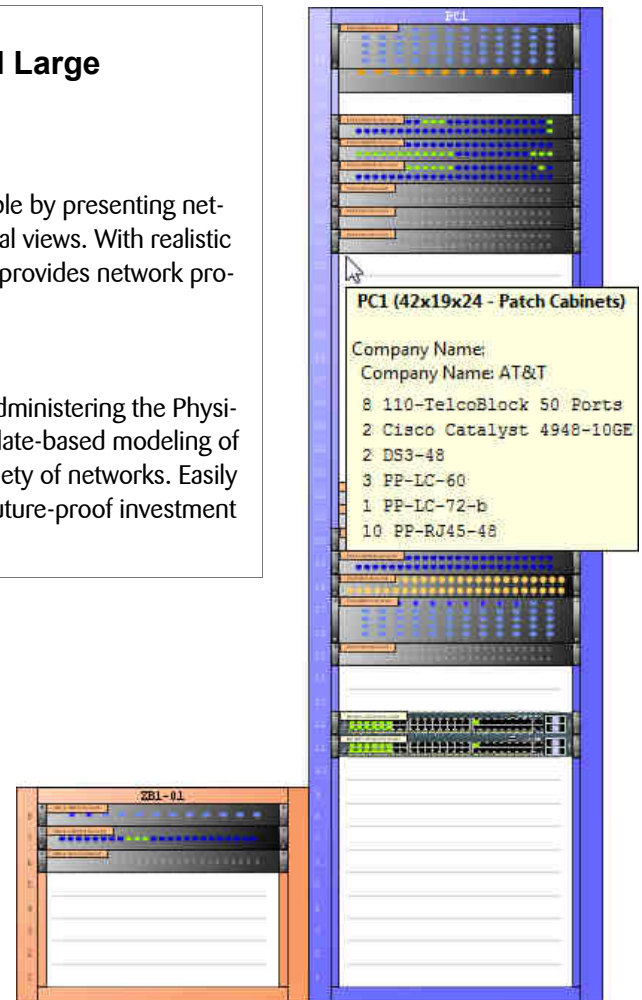 l Large
ple by presenting net-
al views. With realistic
provides network pro-
dministering the Physi-
late-based modeling of
ety of networks. Easily
uture-proof investment
PC1
PC1 (42x19x24 - Patch Cabinets)
Company Name:
Company Name: AT&T
8 110-TelcoBlock 50 Ports
2 Cisco Catalyst 4948-10GE
2 DS3-48
3 PP-LC-60
1 PP-LC-72-b
10 PP-RJ45-48
ZB1-01